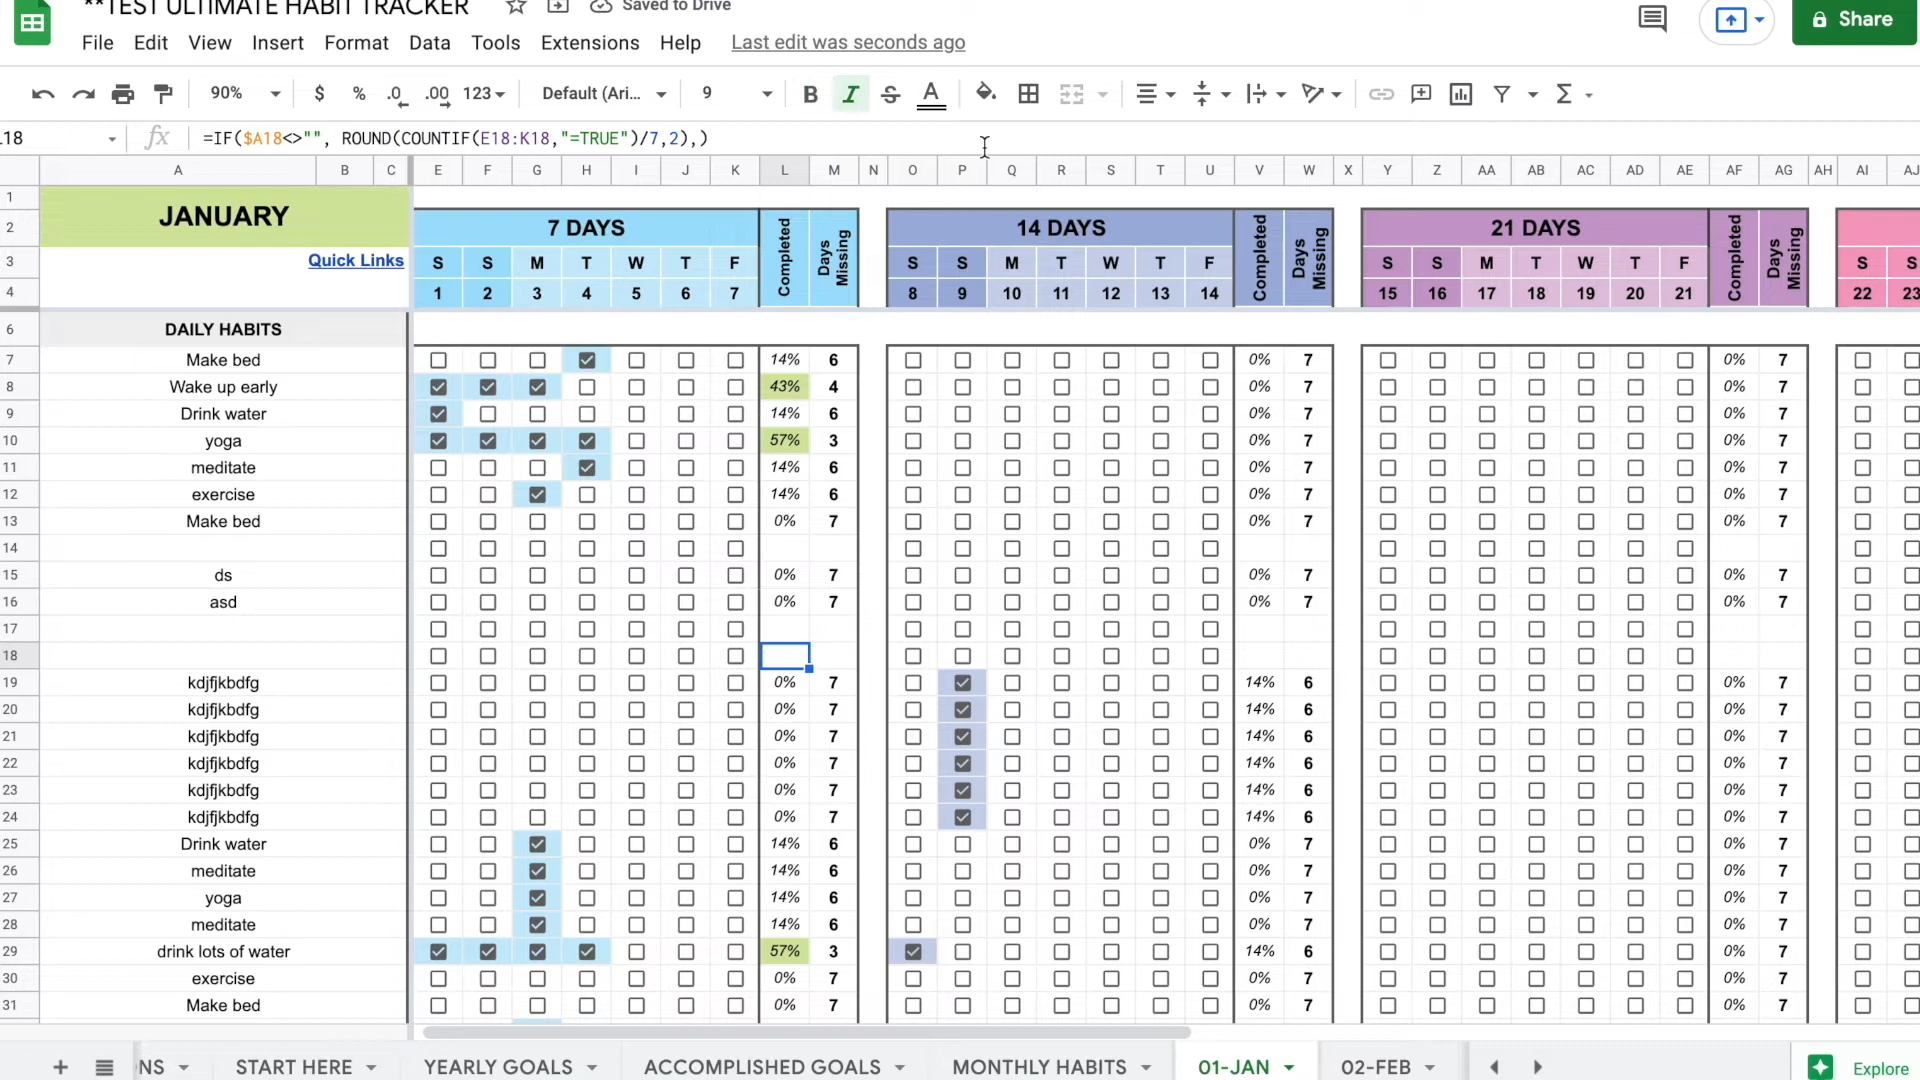 **TEST ULTIMATE HABIT TRACKER Saved to Drive
File Edit View Insert Format Data Tools Extensions Help Last edit was seconds ago
Share
90% $ % .0 .00 123 Default (Ari... 9 B I S A
L18 fx =IF($A18<>"", ROUND(COUNTIF(E18:K18,"=TRUE")/7,2),)
A B C E F G H I J K L M N O P Q R S T U V W X Y Z AA AB AC AD AE AF AG AH AI AJ
1 JANUARY
2 7 DAYS Completed Days Missing 14 DAYS Completed Days Missing 21 DAYS Completed Days Missing
3 Quick Links S S M T W T F S S M T W T F S S M T W T F S S
4 1 2 3 4 5 6 7 8 9 10 11 12 13 14 15 16 17 18 19 20 21 22 23
6 DAILY HABITS
7 Make bed 14% 6 0% 7 0% 7
8 Wake up early 43% 4 0% 7 0% 7
9 Drink water 14% 6 0% 7 0% 7
10 yoga 57% 3 0% 7 0% 7
11 meditate 14% 6 0% 7 0% 7
12 exercise 14% 6 0% 7 0% 7
13 Make bed 0% 7 0% 7 0% 7
14
15 ds 0% 7 0% 7 0% 7
16 asd 0% 7 0% 7 0% 7
17
18
19 kdjfjkbdfg 0% 7 14% 6 0% 7
20 kdjfjkbdfg 0% 7 14% 6 0% 7
21 kdjfjkbdfg 0% 7 14% 6 0% 7
22 kdjfjkbdfg 0% 7 14% 6 0% 7
23 kdjfjkbdfg 0% 7 14% 6 0% 7
24 kdjfjkbdfg 0% 7 14% 6 0% 7
25 Drink water 14% 6 0% 7 0% 7
26 meditate 14% 6 0% 7 0% 7
27 yoga 14% 6 0% 7 0% 7
28 meditate 14% 6 0% 7 0% 7
29 drink lots of water 57% 3 14% 6 0% 7
30 exercise 0% 7 0% 7 0% 7
31 Make bed 0% 7 0% 7 0% 7
NS START HERE YEARLY GOALS ACCOMPLISHED GOALS MONTHLY HABITS 01-JAN 02-FEB Explore